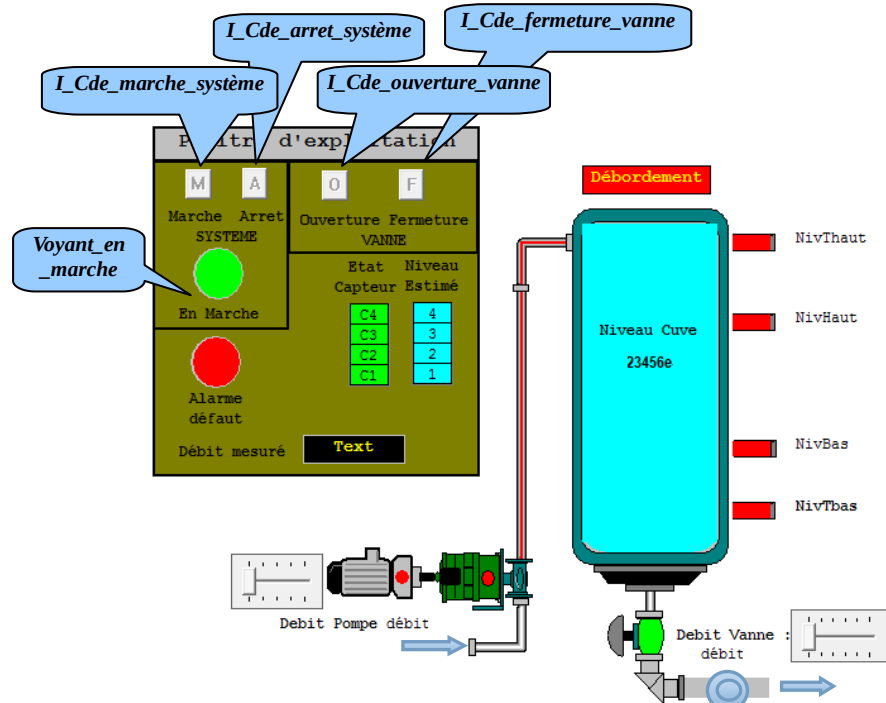 I_Cde_arret_système
I_Cde_fermeture_vanne
I_Cde_marche_système
I_Cde_ouverture_vanne
d'exploitation
M
A
O
F
Marche Arret
SYSTEME
Ouverture Fermeture
VANNE
Voyant_en
_marche
En Marche
Etat
Capteur
Niveau
Estimé
C4
4
C3
3
C2
2
C1
1
Alarme
défaut
Débit mesuré
Text
Débordement
NivThaut
NivHaut
Niveau Cuve
23456e
NivBas
NivTbas
Debit Pompe débit
Debit Vanne :
débit